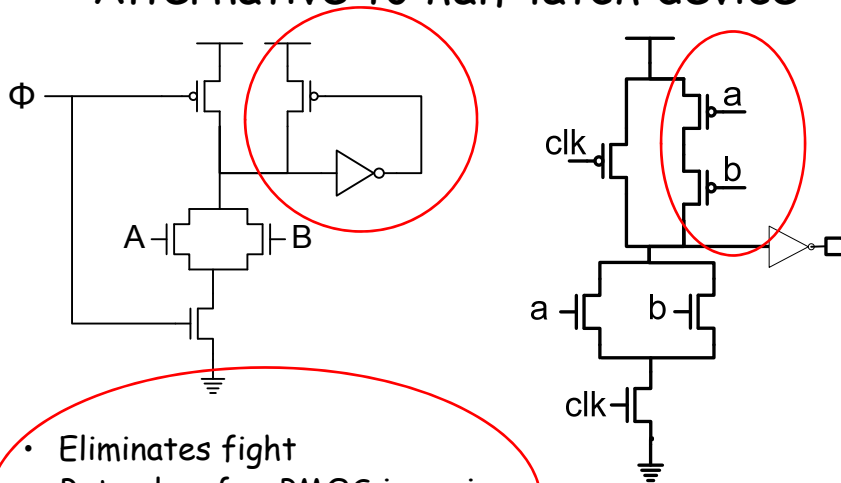 Alternative to half latch device
Φ
A
B
clk
a
b
a
b
clk
• Eliminates fight